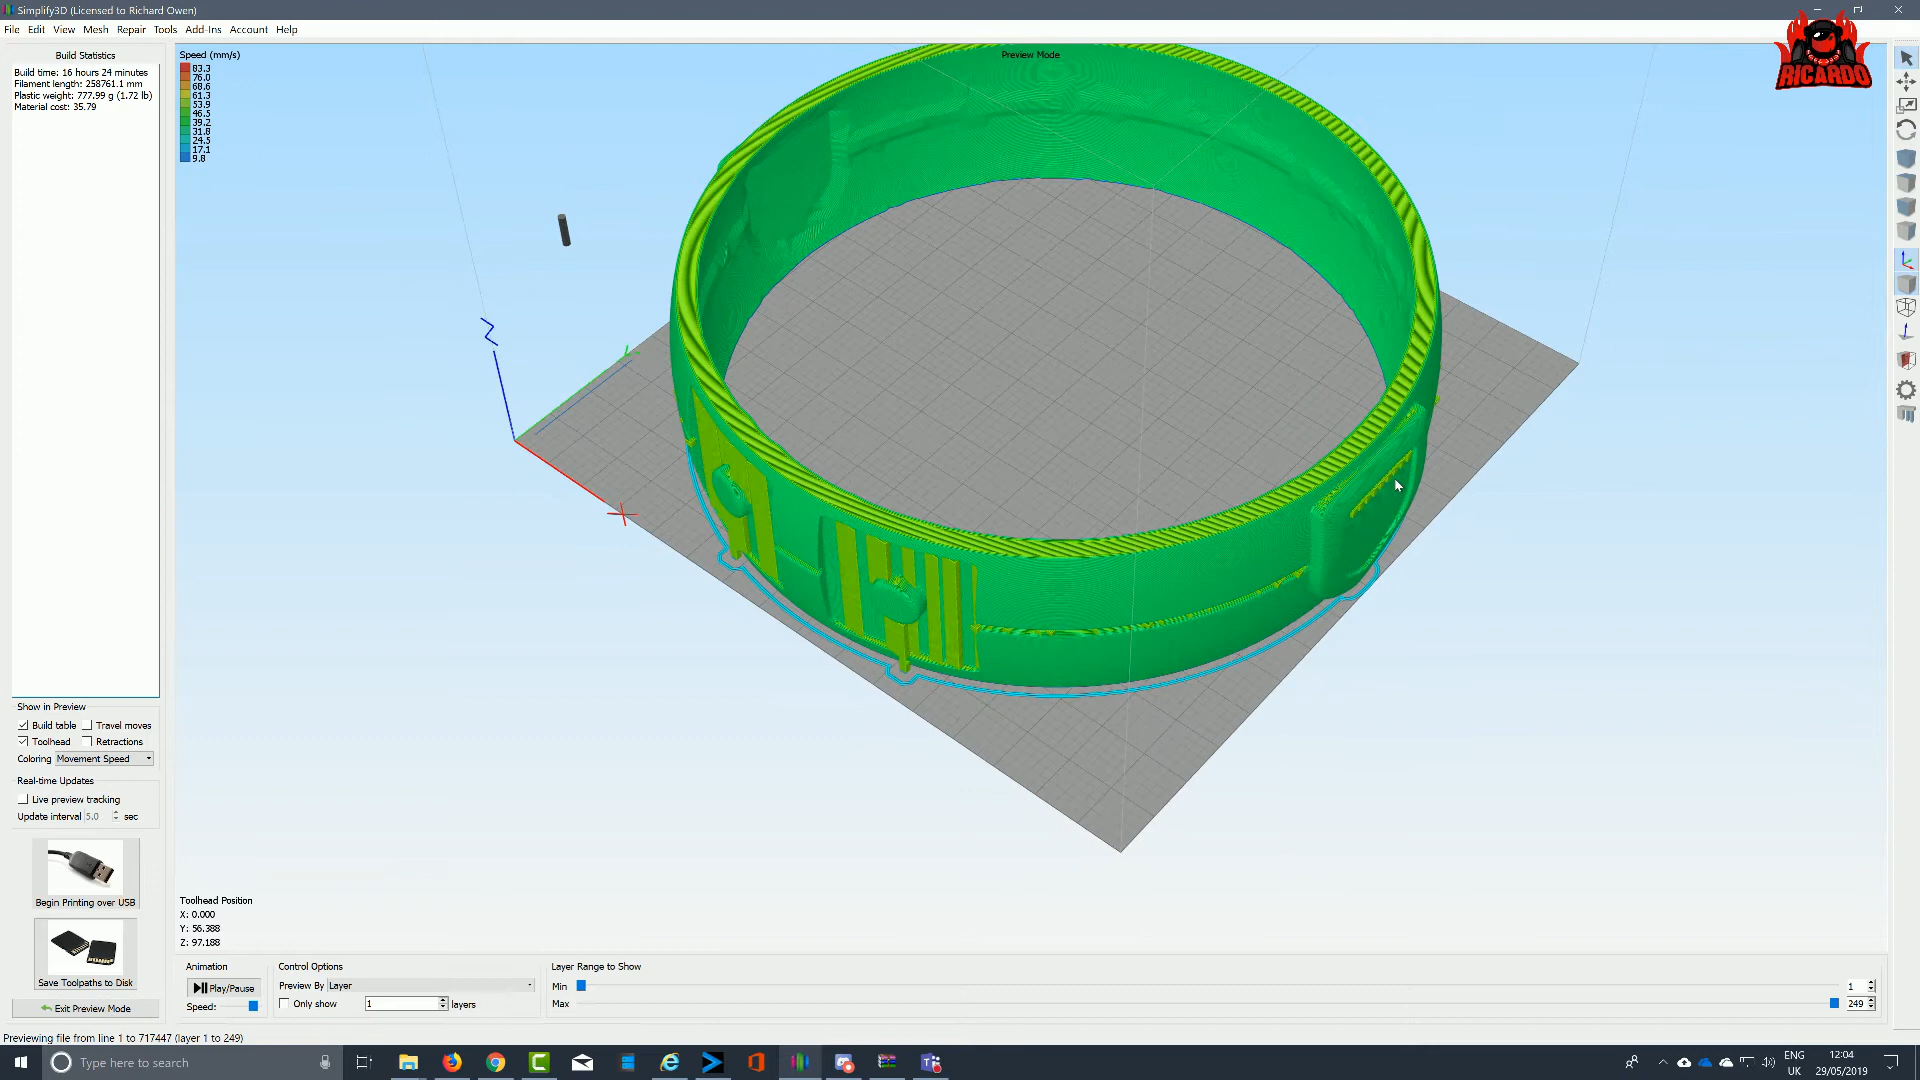 Simplify3D (Licensed to Richard Owen)
File Edit View Mesh Repair Tools Add-Ins Account Help
Build Statistics
Build time: 16 hours 24 minutes
Filament length: 258761.1 mm
Plastic weight: 777.99 g (1.72 lb)
Material cost: 35.79
Speed (mm/s)
83.3
76.0
68.6
61.3
53.9
46.5
39.2
31.8
24.5
17.1
9.8
Preview Mode
RICARDO
Z
Y
X
Show in Preview
Build table Travel moves
Toolhead Retractions
Coloring Movement Speed
Real-time Updates
Live preview tracking
Update interval 5.0 sec
Begin Printing over USB
Save Toolpaths to Disk
Exit Preview Mode
Toolhead Position
X: 0.000
Y: 56.388
Z: 97.188
Animation
Play/Pause
Speed:
Control Options
Preview By Layer
Only show 1 layers
Layer Range to Show
Min 1
Max 249
Previewing file from line 1 to 717447 (layer 1 to 249)
Type here to search
ENG
UK
12:04
29/05/2019